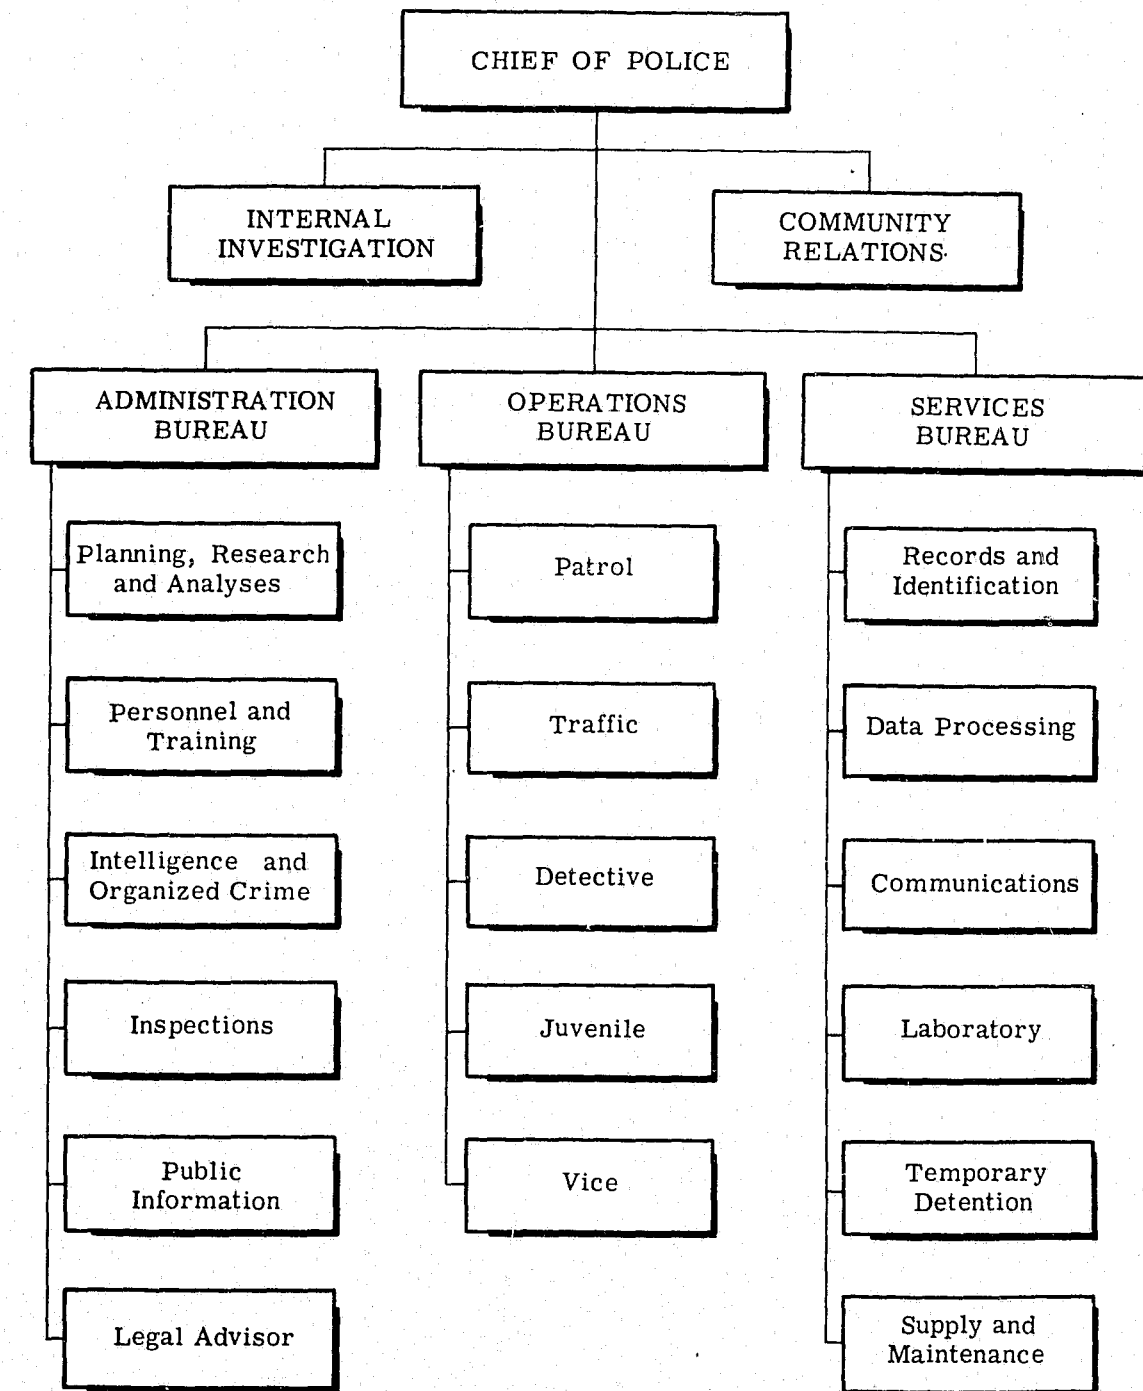 CHIEF OF POLICE
INTERNAL
INVESTIGATION
COMMUNITY
RELATIONS
ADMINISTRATION
BUREAU
Planning, Research
and Analyses
Personnel and
Training
Intelligence and
Organized Crime
Inspections
Public
Information
Legal Advisor
OPERATIONS
BUREAU
Patrol
Traffic
Detective
Juvenile
Vice
SERVICES
BUREAU
Records and
Identification
Data Processing
Communications
Laboratory
Temporary
Detention
Supply and
Maintenance